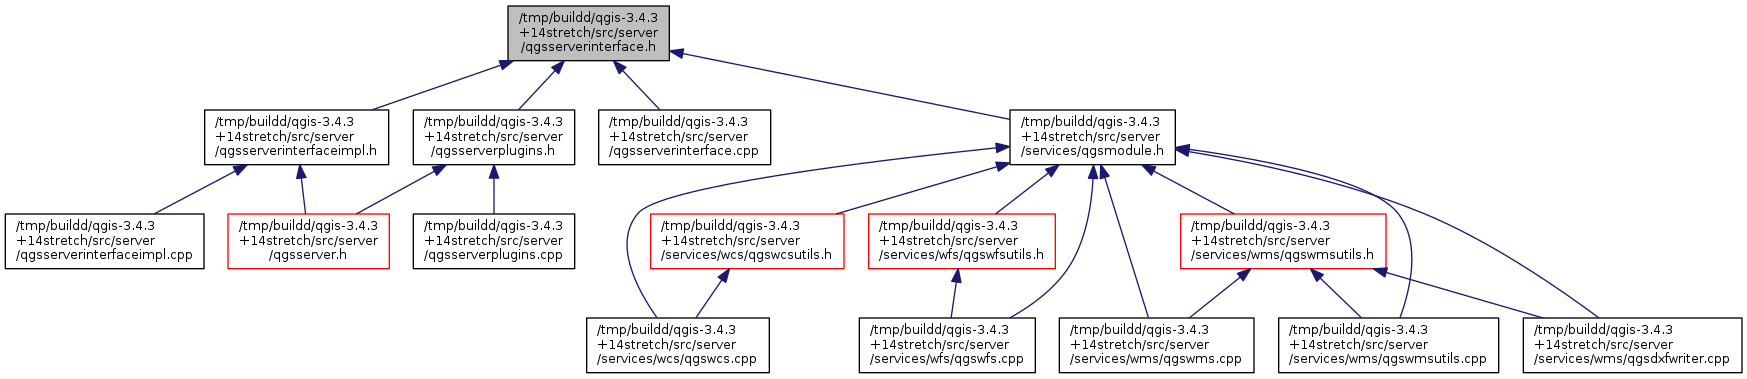 /tmp/buildd/qgis-3.4.3
+14stretch/src/server
/qgsserverinterface.h
/tmp/buildd/qgis-3.4.3
+14stretch/src/server
/qgsserverinterfaceimpl.h
/tmp/buildd/qgis-3.4.3
+14stretch/src/server
/qgsserverplugins.h
/tmp/buildd/qgis-3.4.3
+14stretch/src/server
/qgsserverinterface.cpp
/tmp/buildd/qgis-3.4.3
+14stretch/src/server
/services/qgsmodule.h
/tmp/buildd/qgis-3.4.3
+14stretch/src/server
/qgsserverinterfaceimpl.cpp
/tmp/buildd/qgis-3.4.3
+14stretch/src/server
/qgsserver.h
/tmp/buildd/qgis-3.4.3
+14stretch/src/server
/qgsserverplugins.cpp
/tmp/buildd/qgis-3.4.3
+14stretch/src/server
/services/wcs/qgswcsutils.h
/tmp/buildd/qgis-3.4.3
+14stretch/src/server
/services/wfs/qgswfsutils.h
/tmp/buildd/qgis-3.4.3
+14stretch/src/server
/services/wms/qgswmsutils.h
/tmp/buildd/qgis-3.4.3
+14stretch/src/server
/services/wcs/qgswcs.cpp
/tmp/buildd/qgis-3.4.3
+14stretch/src/server
/services/wfs/qgswfs.cpp
/tmp/buildd/qgis-3.4.3
+14stretch/src/server
/services/wms/qgswms.cpp
/tmp/buildd/qgis-3.4.3
+14stretch/src/server
/services/wms/qgswmsutils.cpp
/tmp/buildd/qgis-3.4.3
+14stretch/src/server
/services/wms/qgsdxfwriter.cpp